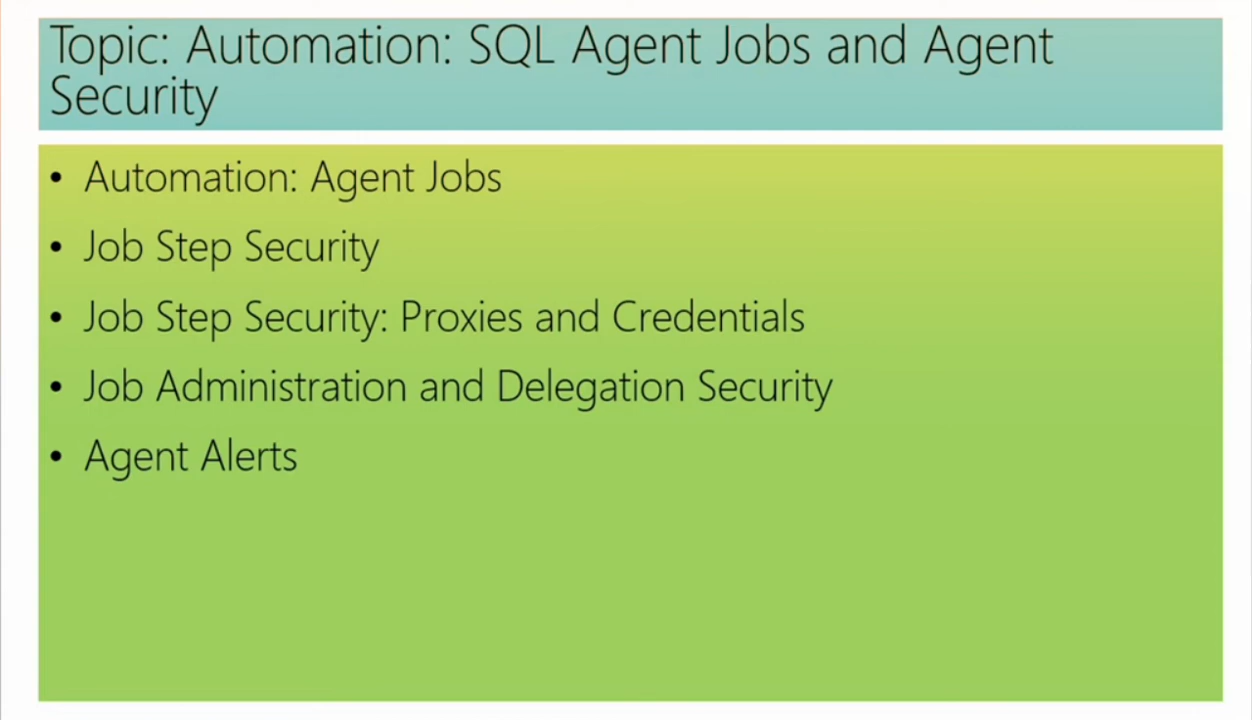 Topic: Automation: SQL Agent Jobs and Agent
Security
• Automation: Agent Jobs
• Job Step Security
• Job Step Security: Proxies and Credentials
• Job Administration and Delegation Security
• Agent Alerts